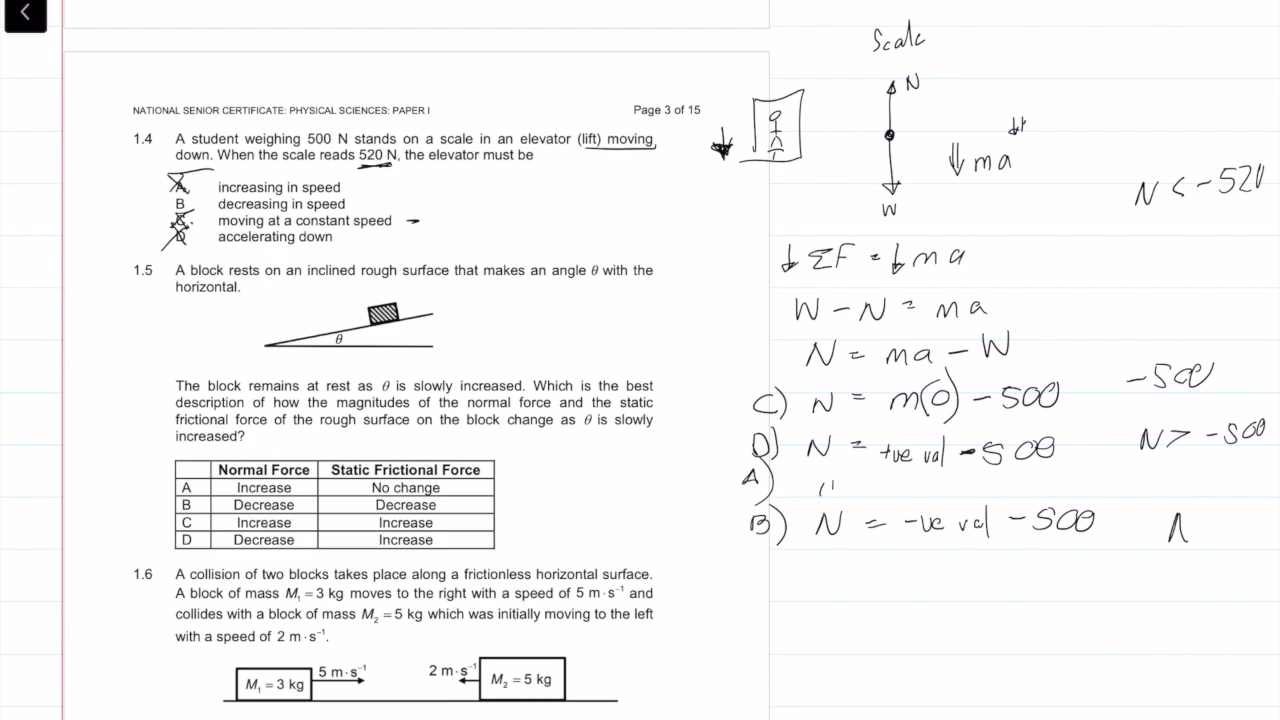 NATIONAL SENIOR CERTIFICATE: PHYSICAL SCIENCES: PAPER I Page 3 of 15
1.4 A student weighing 500 N stands on a scale in an elevator (lift) moving
down. When the scale reads 520 N, the elevator must be
A increasing in speed
B decreasing in speed
C moving at a constant speed
D accelerating down
1.5 A block rests on an inclined rough surface that makes an angle θ with the
horizontal.
θ
The block remains at rest as θ is slowly increased. Which is the best
description of how the magnitudes of the normal force and the static
frictional force of the rough surface on the block change as θ is slowly
increased?
Normal Force Static Frictional Force
A Increase No change
B Decrease Decrease
C Increase Increase
D Decrease Increase
1.6 A collision of two blocks takes place along a frictionless horizontal surface.
A block of mass M₁ = 3 kg moves to the right with a speed of 5 m·s⁻¹ and
collides with a block of mass M₂ = 5 kg which was initially moving to the left
with a speed of 2 m·s⁻¹.
5 m·s⁻¹ 2 m·s⁻¹
M₁ = 3 kg M₂ = 5 kg
Scale
N
↓ ma
W
N < -520
↓ ΣF = ↓ ma
W - N = ma
N = ma - W
C) N = m(0) - 500 -500
D) N = +ve val - 500 N > -500
A) "
B) N = -ve val - 500